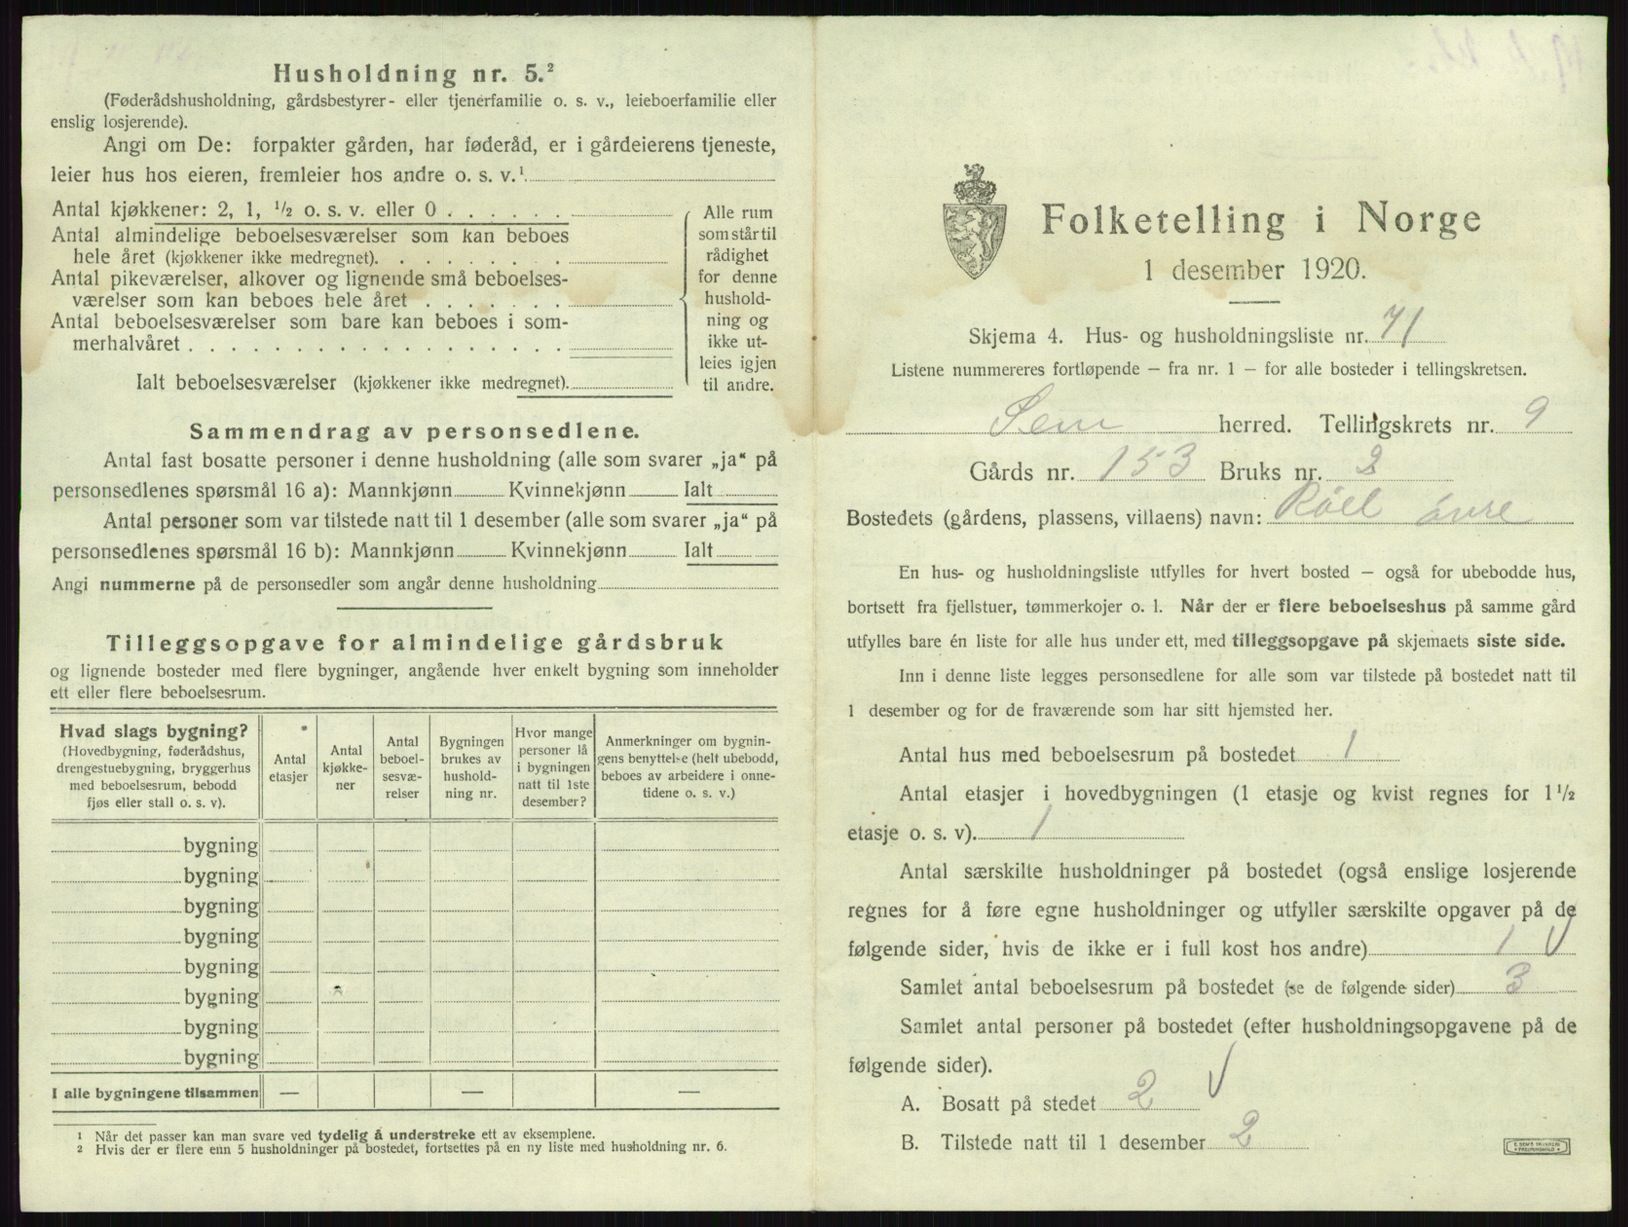 Husholdning nr. 5.²
(Føderådshusholdning, gårdsbestyrer- eller tjenerfamilie o. s. v., leieboerfamilie eller
enslig losjerende).
Angi om De: forpakter gården, har føderåd, er i gårdeierens tjeneste,
leier hus hos eieren, fremleier hos andre o. s. v.¹
Antal kjøkkener: 2, 1, ½ o. s. v. eller 0 . . . . . .
Antal almindelige beboelsesværelser som kan beboes
hele året (kjøkkener ikke medregnet). . . . . . . . .
Antal pikeværelser, alkover og lignende små beboelses-
værelser som kan beboes hele året . . . . . . .
Antal beboelsesværelser som bare kan beboes i som-
merhalvåret . . . . . . . . . . . . . . . . . .
Ialt beboelsesværelser (kjøkkener ikke medregnet).
Alle rum
som står til
rådighet
for denne
hushold-
ning og
ikke ut-
leies igjen
til andre.
Sammendrag av personsedlene.
Antal fast bosatte personer i denne husholdning (alle som svarer „ja“ på
personsedlenes spørsmål 16 a): Mannkjønn Kvinnekjønn Ialt
Antal personer som var tilstede natt til 1 desember (alle som svarer „ja“ på
personsedlenes spørsmål 16 b): Mannkjønn Kvinnekjønn Ialt
Angi nummerne på de personsedler som angår denne husholdning
Tilleggsopgave for almindelige gårdsbruk
og lignende bosteder med flere bygninger, angående hver enkelt bygning som inneholder
ett eller flere beboelsesrum.
Hvad slags bygning?
(Hovedbygning, føderådshus,
drengestuebygning, bryggerhus
med beboelsesrum, bebodd
fjøs eller stall o. s. v).
Antal
etasjer
Antal
kjøkke-
ner
Antal
beboel-
sesvæ-
relser
Bygningen
brukes av
hushold-
ning nr.
Hvor mange
personer lå
i bygningen
natt til 1ste
desember?
Anmerkninger om bygnin-
gens benyttelse (helt ubebodd,
beboes av arbeidere i onne-
tidene o. s. v.)
bygning
bygning
bygning
bygning
bygning
bygning
bygning
bygning
I alle bygningene tilsammen — — —
¹ Når det passer kan man svare ved tydelig å understreke ett av eksemplene.
² Hvis der er flere enn 5 husholdninger på bostedet, fortsettes på en ny liste med husholdning nr. 6.
Folketelling i Norge
1 desember 1920.
Skjema 4. Hus- og husholdningsliste nr. 71
Listene nummereres fortløpende — fra nr. 1 — for alle bosteder i tellingskretsen.
Sem herred. Tellingskrets nr. 9
Gårds nr. 153 Bruks nr. 2
Bostedets (gårdens, plassens, villaens) navn: Råel övre
En hus- og husholdningsliste utfylles for hvert bosted — også for ubebodde hus,
bortsett fra fjellstuer, tømmerkojer o. l. Når der er flere beboelseshus på samme gård
utfylles bare én liste for alle hus under ett, med tilleggsopgave på skjemaets siste side.
Inn i denne liste legges personsedlene for alle som var tilstede på bostedet natt til
1 desember og for de fraværende som har sitt hjemsted her.
Antal hus med beboelsesrum på bostedet 1
Antal etasjer i hovedbygningen (1 etasje og kvist regnes for 1½
etasje o. s. v). 1
Antal særskilte husholdninger på bostedet (også enslige losjerende
regnes for å føre egne husholdninger og utfyller særskilte opgaver på de
følgende sider, hvis de ikke er i full kost hos andre) 1 √
Samlet antal beboelsesrum på bostedet (se de følgende sider) 3
Samlet antal personer på bostedet (efter husholdningsopgavene på de
følgende sider).
A. Bosatt på stedet 2 √
B. Tilstede natt til 1 desember 2